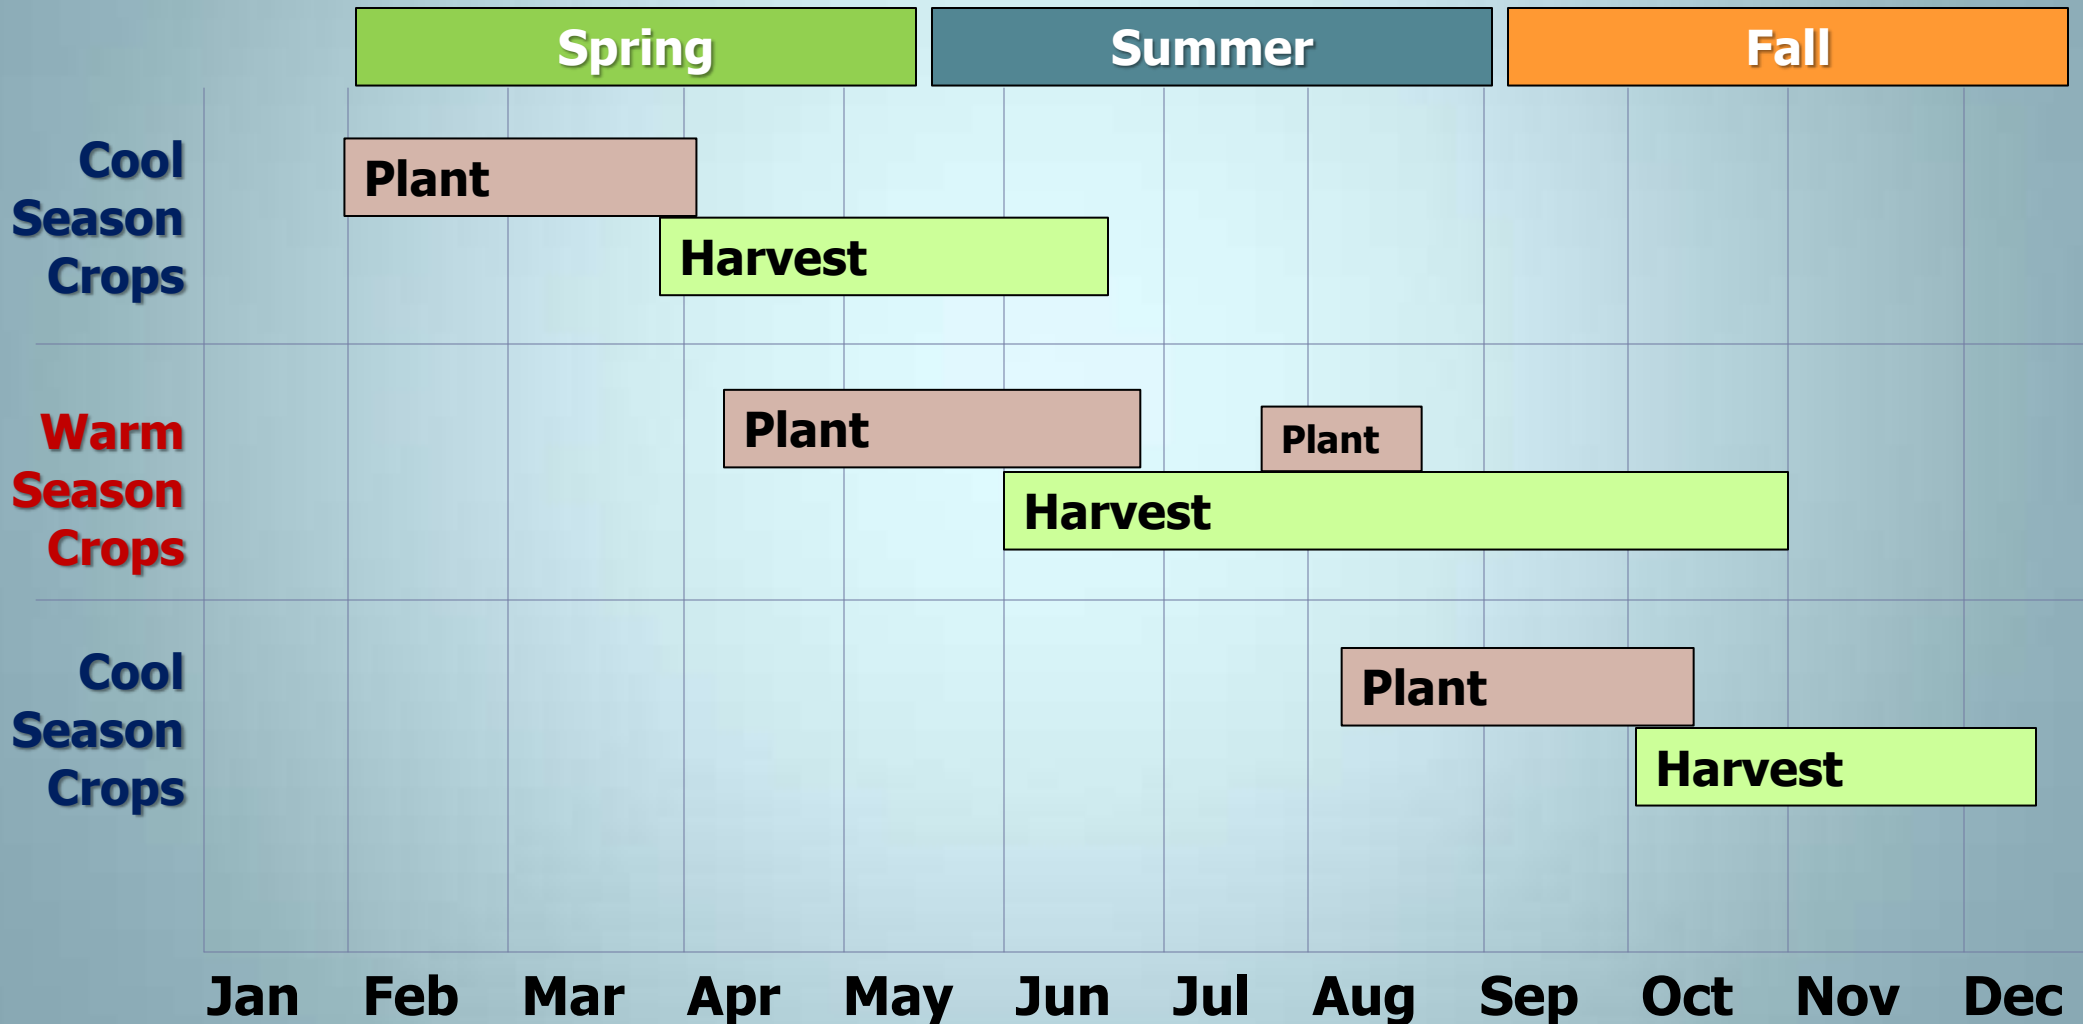 Spring Summer Fall
Cool
Season
Crops
Plant
Harvest
Warm
Season
Crops
Plant
Plant
Harvest
Cool
Season
Crops
Plant
Harvest
Jan Feb Mar Apr May Jun Jul Aug Sep Oct Nov Dec